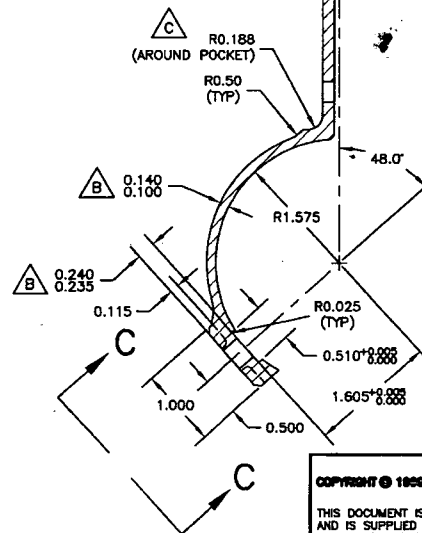 C
R0.188
(AROUND POCKET)
R0.50
(TYP)
48.0°
B
0.140
0.100
R1.575
B
0.240
0.235
0.115
R0.025
(TYP)
C
0.510+0.005
0.000
1.605+0.005
0.000
1.000
0.500
C
COPYRIGHT ©
THIS DOCUMENT IS
AND IS SUPPLIED